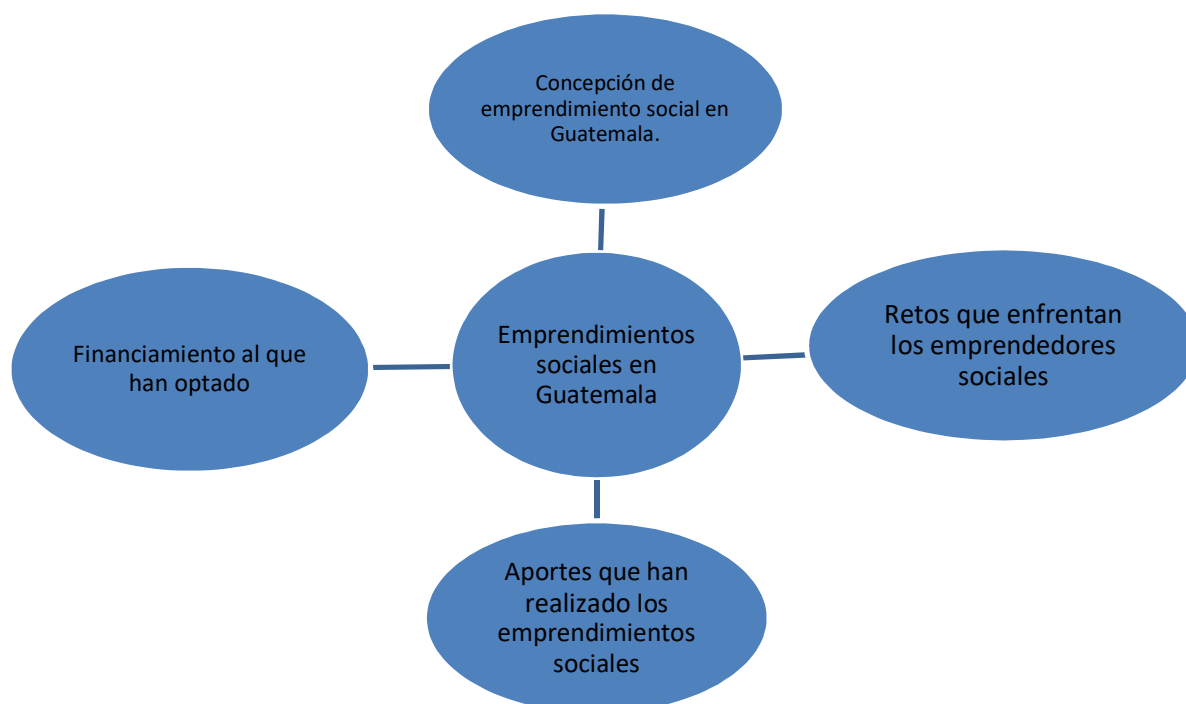 Concepción de
emprendimiento social en
Guatemala.
Financiamiento al que
han optado
Emprendimientos
sociales en
Guatemala
Retos que enfrentan
los emprendedores
sociales
Aportes que han
realizado los
emprendimientos
sociales